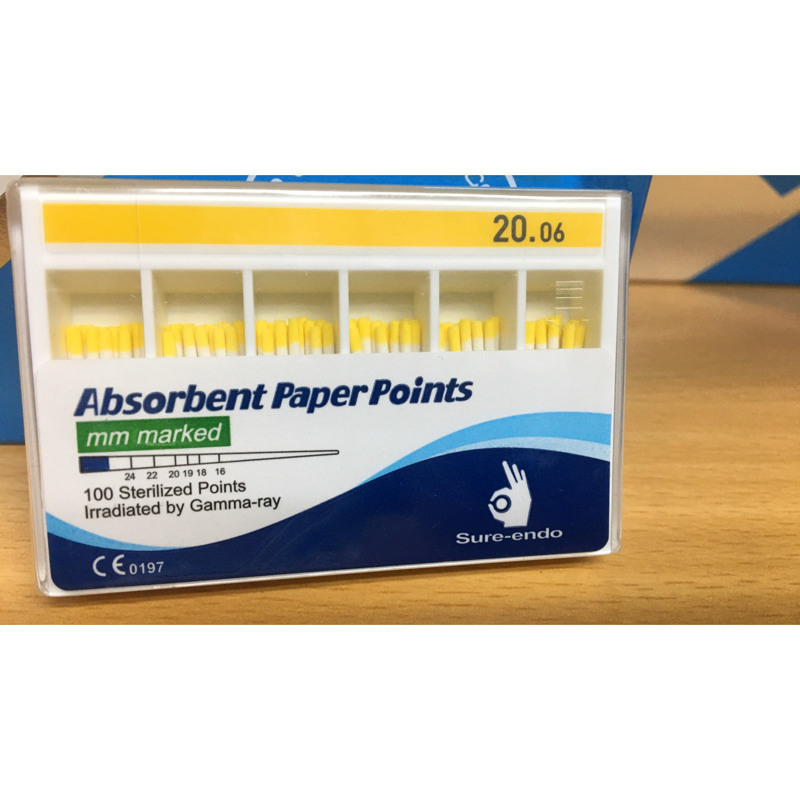 20.06
Absorbent Paper Points
mm marked
24 22 20 19 18 16
100 Sterilized Points
Irradiated by Gamma-ray
Sure-endo
CE 0197